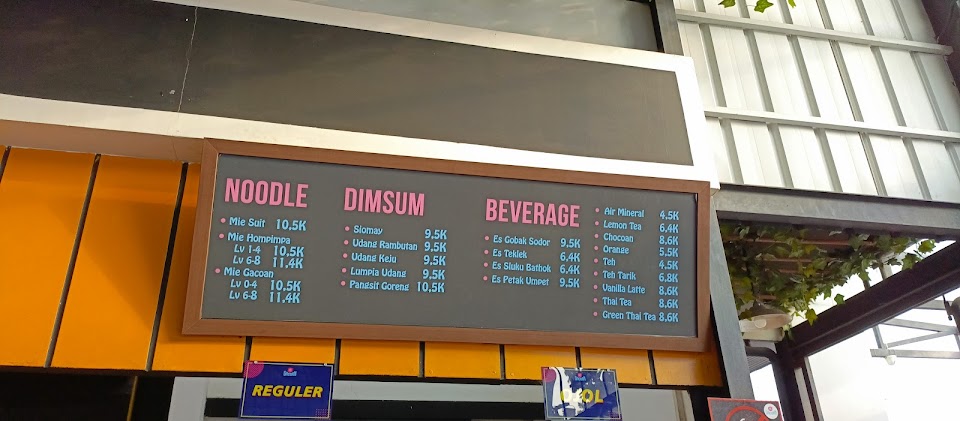 NOODLE
Mie Suit 10.5K
Mie Hompimpa
Lv 1-4 10.5K
Lv 6-8 11.4K
Mie Gacoan
Lv 0-4 10.5K
Lv 6-8 11.4K
DIMSUM
Siomay 9.5K
Udang Rambutan 9.5K
Udang Keju 9.5K
Lumpia Udang 9.5K
Pangsit Goreng 10.5K
BEVERAGE
Es Gobak Sodor 9.5K
Es Teklek 6.4K
Es Sluku Batbok 6.4K
Es Petak Umpet 9.5K
Air Mineral 4.5K
Lemon Tea 6.4K
Chocoan 8.6K
Orange 5.5K
Teh 4.5K
Teh Tarik 6.8K
Vanilla Latte 8.6K
Thai Tea 8.6K
Green Thai Tea 8.6K
REGULER
OJOL